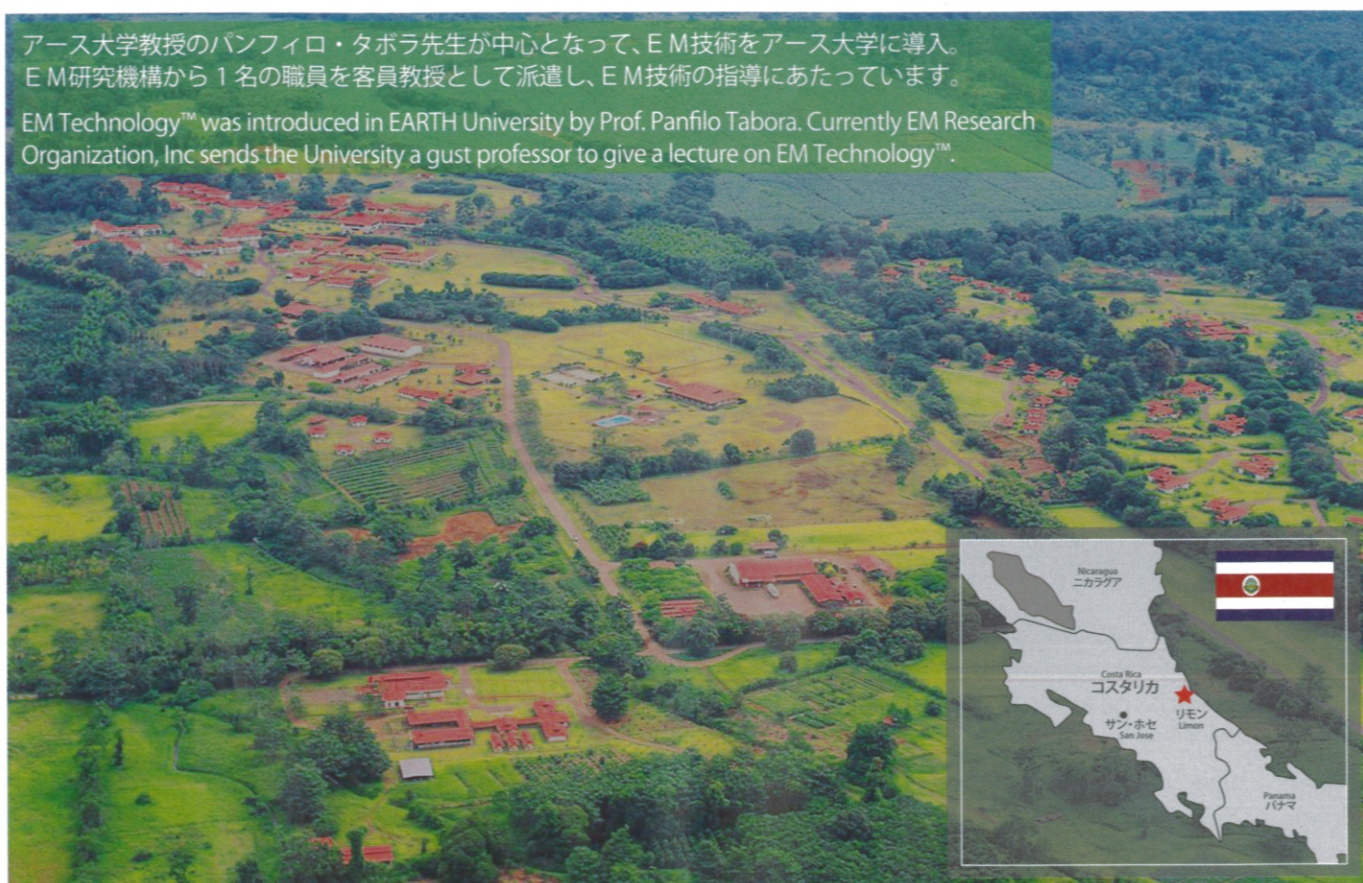 アース大学教授のパンフィロ・タボラ先生が中心となって、ＥＭ技術をアース大学に導入。
ＥＭ研究機構から１名の職員を客員教授として派遣し、ＥＭ技術の指導にあたっています。
EM Technology™ was introduced in EARTH University by Prof. Panfilo Tabora. Currently EM Research
Organization, Inc sends the University a gust professor to give a lecture on EM Technology™.
Nicaragua
ニカラグア
Costa Rica
コスタリカ
サン・ホセ
San Jose
リモン
Limon
Panama
パナマ